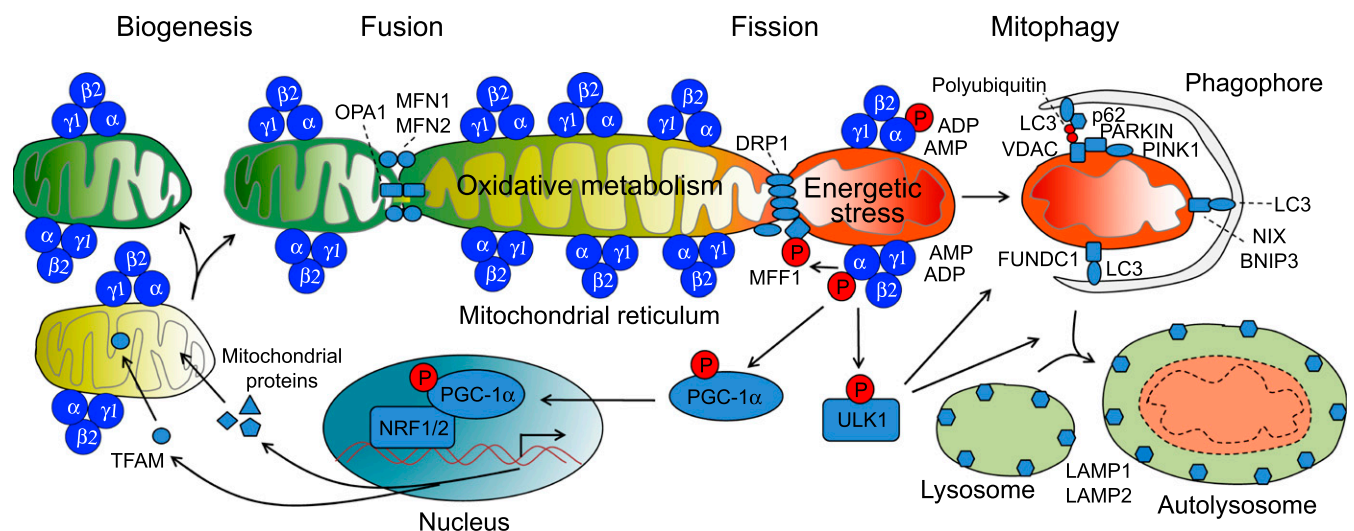 Biogenesis
Fusion
Fission
Mitophagy
β2
γ1 α
β2
γ1 α
OPA1
MFN1
MFN2
β2
γ1 α
β2
γ1 α
β2
γ1 α
DRP1
β2
γ1 α
P
ADP
AMP
Polyubiquitin
LC3
p62
VDAC
PARKIN
PINK1
Phagophore
Oxidative metabolism
Energetic
stress
LC3
NIX
BNIP3
FUNDC1
LC3
α γ1
β2
α γ1
β2
α γ1
β2
α γ1
β2
α γ1
β2
P
MFF1
α γ1
β2
P
AMP
ADP
Mitochondrial reticulum
β2
γ1 α
α γ1
β2
Mitochondrial
proteins
TFAM
P
PGC-1α
NRF1/2
Nucleus
P
PGC-1α
P
ULK1
Lysosome
LAMP1
LAMP2
Autolysosome